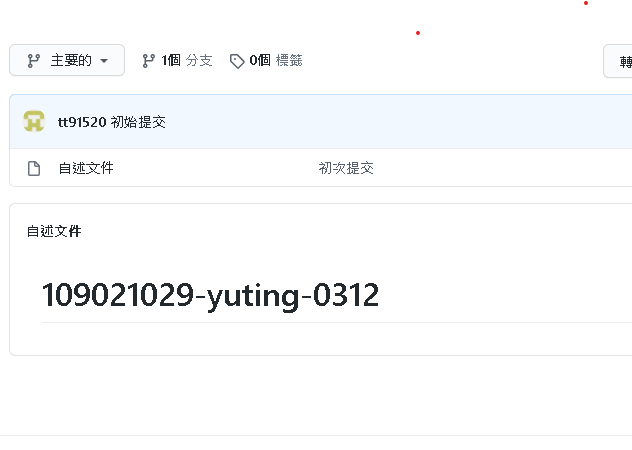 主要的 1個 分支 0個 標籤 轉
tt91520 初始提交
自述文件 初次提交
自述文件
109021029-yuting-0312